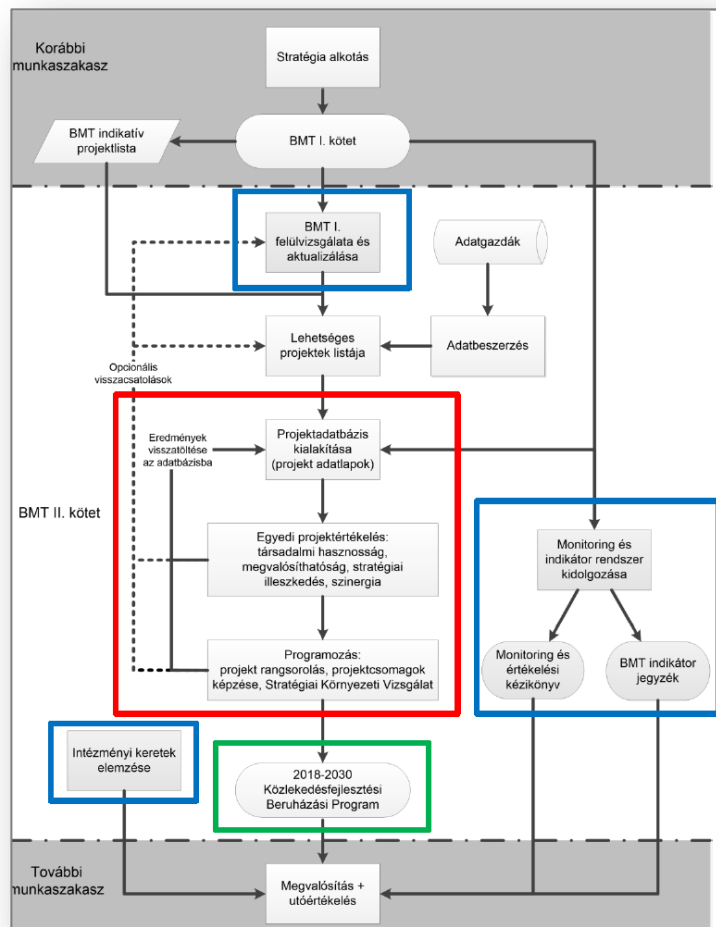 Korábbi
munkaszakasz
Stratégia alkotás
BMT indikatív
projektlista
BMT I. kötet
BMT I.
felülvizsgálata és
aktualizálása
Adatgazdák
Lehetséges
projektek listája
Adatbeszerzés
Opcionális
visszacsatolások
Eredmények
visszatöltése
az adatbázisba
Projektadatbázis
kialakítása
(projekt adatlapok)
BMT II. kötet
Egyedi projektértékelés:
társadalmi hasznosság,
megvalósíthatóság, stratégiai
illeszkedés, szinergia
Monitoring és
indikátor rendszer
kidolgozása
Programozás:
projekt rangsorolás, projektcsomagok
képzése, Stratégiai Környezeti Vizsgálat
Monitoring és
értékelési
kézikönyv
BMT indikátor
jegyzék
Intézményi keretek
elemzése
2018-2030
Közlekedésfejlesztési
Beruházási Program
További
munkaszakasz
Megvalósítás +
utóértékelés